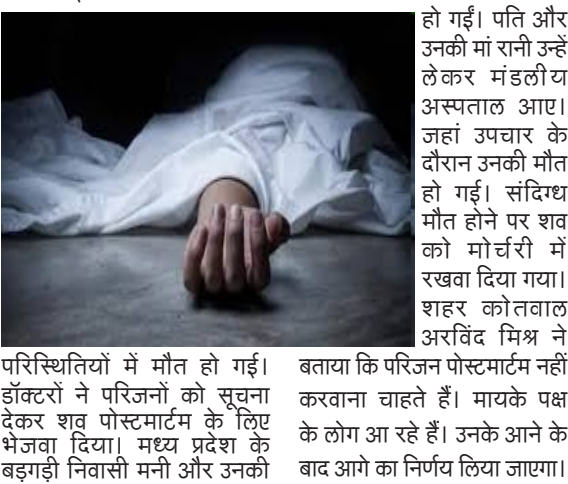 परिस्थितियों में मौत हो गई।
डॉक्टरों ने परिजनों को सूचना
देकर शव पोस्टमार्टम के लिए
भेजवा दिया। मध्य प्रदेश के
बड़गड़ी निवासी मनी और उनकी
हो गईं। पति और
उनकी मां रानी उन्हें
लेकर मंडलीय
अस्पताल आए।
जहां उपचार के
दौरान उनकी मौत
हो गई। संदिग्ध
मौत होने पर शव
को मोर्चरी में
रखवा दिया गया।
शहर कोतवाल
अरविंद मिश्र ने
बताया कि परिजन पोस्टमार्टम नहीं
करवाना चाहते हैं। मायके पक्ष
के लोग आ रहे हैं। उनके आने के
बाद आगे का निर्णय लिया जाएगा।